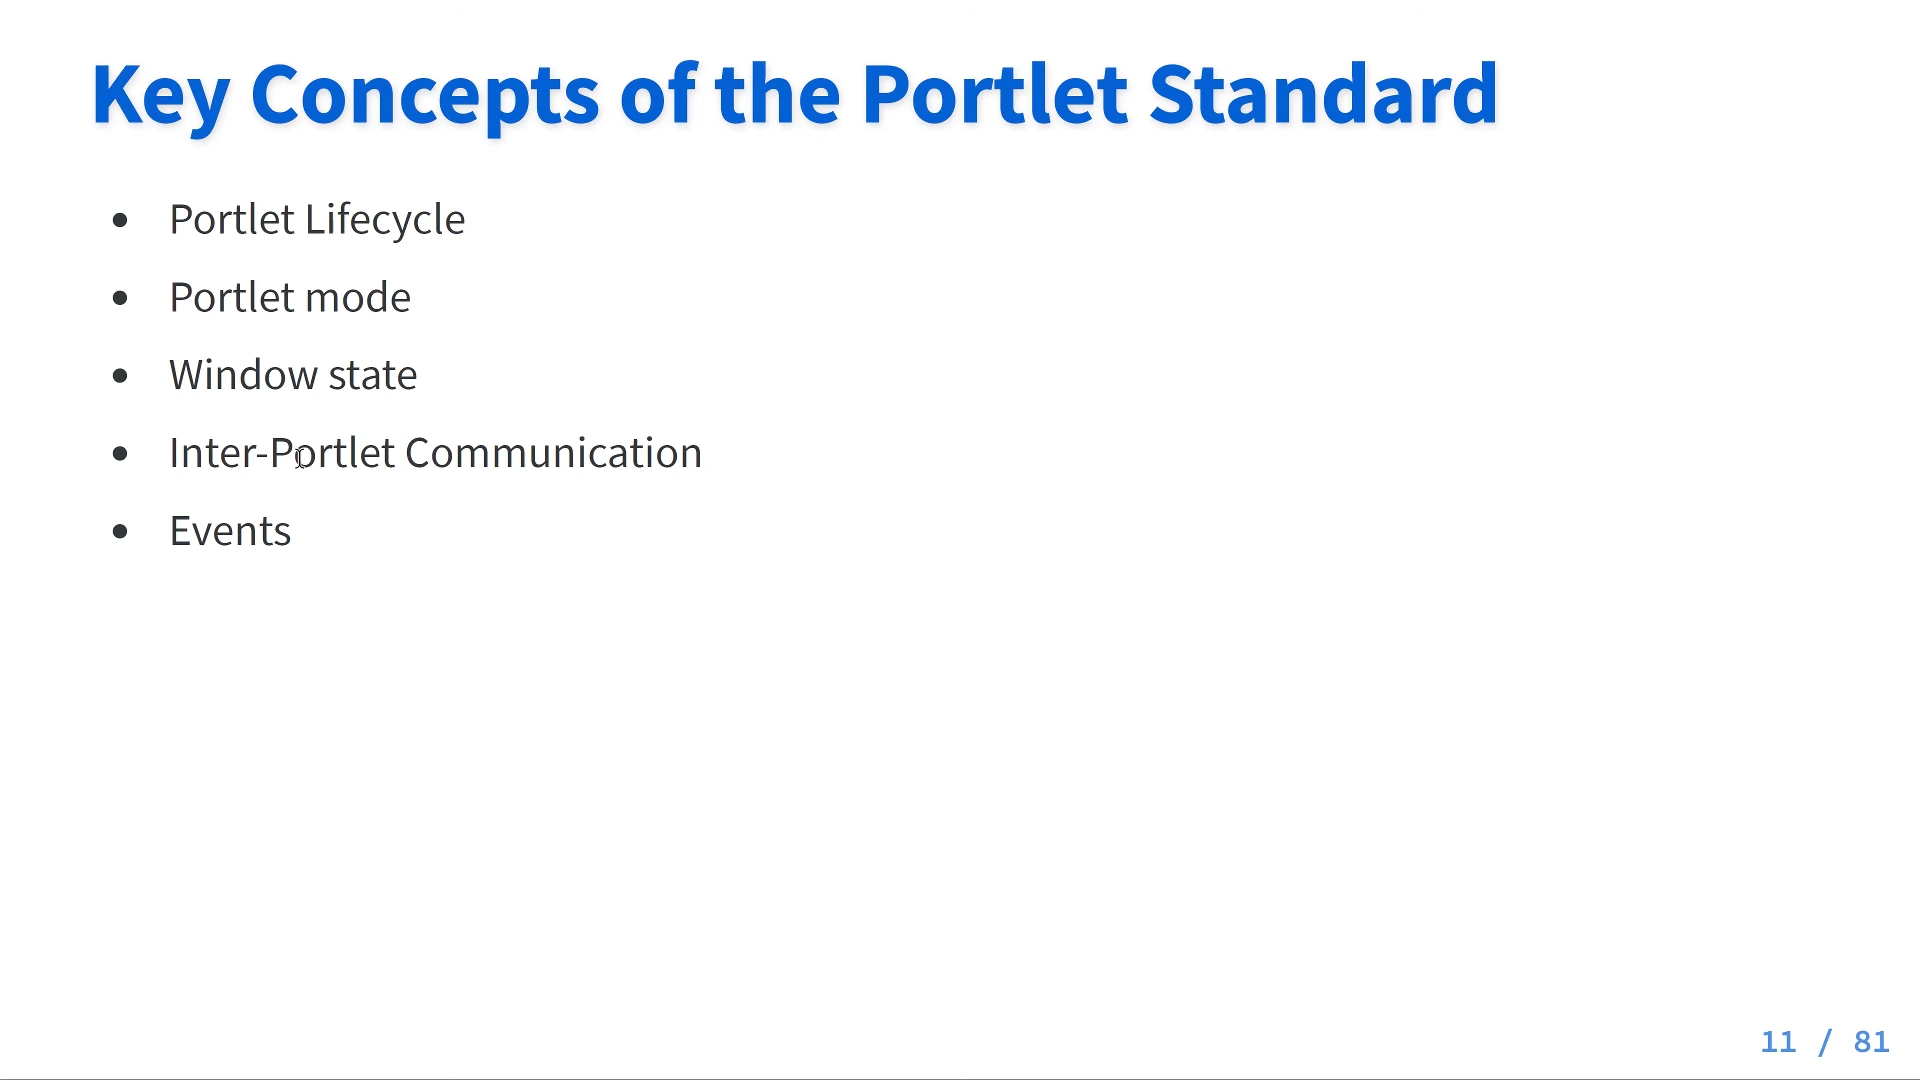 Key Concepts of the Portlet Standard
• Portlet Lifecycle
• Portlet mode
• Window state
• Inter-Portlet Communication
• Events
11 / 81